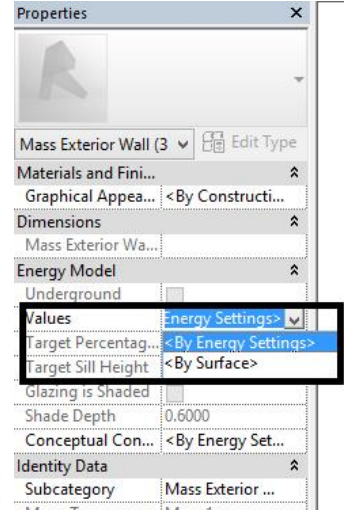 Properties ×
Mass Exterior Wall (3 Edit Type
Materials and Fini...
Graphical Appea... <By Constructi...
Dimensions
Mass Exterior Wa...
Energy Model
Underground
Values Energy Settings>
Target Percentag... <By Energy Settings>
Target Sill Height <By Surface>
Glazing is Shaded
Shade Depth 0.6000
Conceptual Con... <By Energy Set...
Identity Data
Subcategory Mass Exterior ...